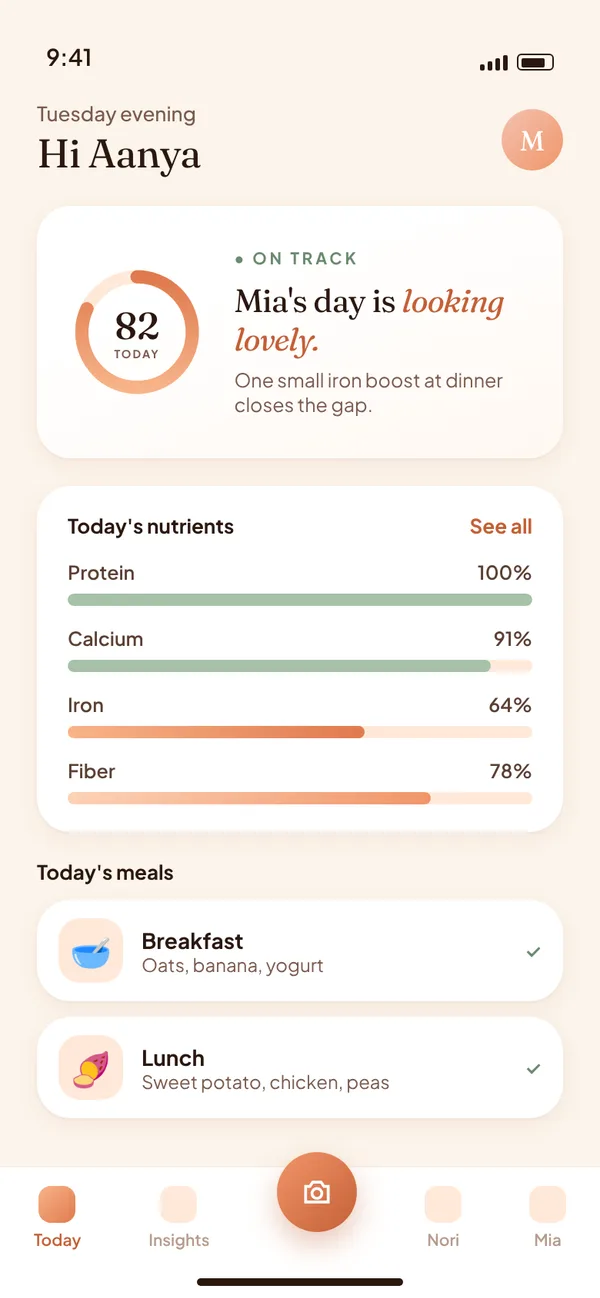 9:41
Tuesday evening
Hi Aanya
M
• ON TRACK
Mia's day is looking
lovely.
82
TODAY
One small iron boost at dinner
closes the gap.
Today's nutrients
See all
Protein 100%
Calcium 91%
Iron 64%
Fiber 78%
Today's meals
Breakfast
Oats, banana, yogurt
Lunch
Sweet potato, chicken, peas
Today
Insights
Nori
Mia